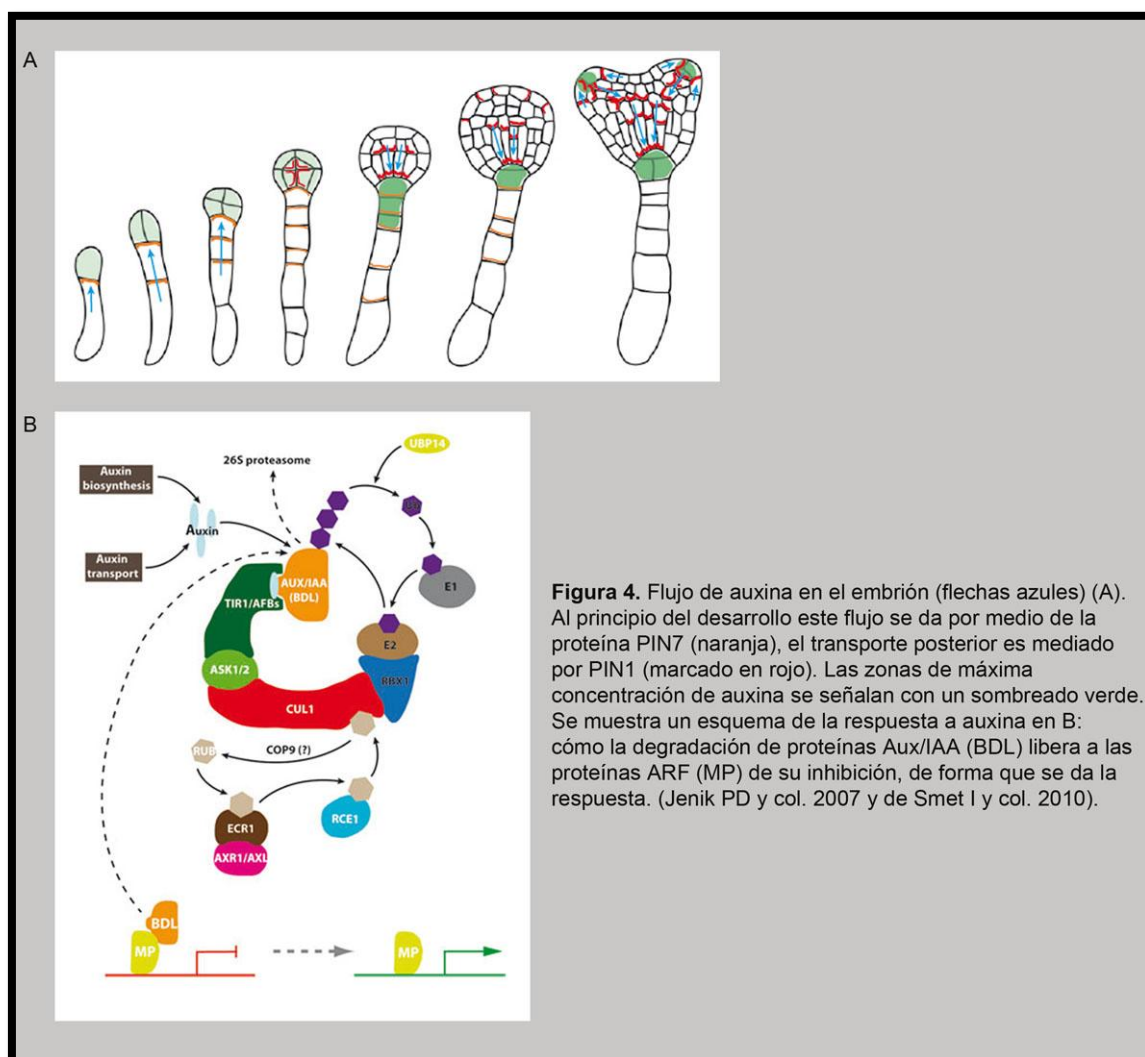 A
B
UBP14
26S proteasome
Auxin
biosynthesis
Ub
Auxin
Auxin
transport
AUX/IAA
(BDL)
E1
TIR1/AFBs
E2
ASK1/2
RBX1
CUL1
RUB
COP9 (?)
ECR1
RCE1
AXR1/AXL
BDL
MP
MP
Figura 4. Flujo de auxina en el embrión (flechas azules) (A).
Al principio del desarrollo este flujo se da por medio de la
proteína PIN7 (naranja), el transporte posterior es mediado
por PIN1 (marcado en rojo). Las zonas de máxima
concentración de auxina se señalan con un sombreado verde.
Se muestra un esquema de la respuesta a auxina en B:
cómo la degradación de proteínas Aux/IAA (BDL) libera a las
proteínas ARF (MP) de su inhibición, de forma que se da la
respuesta. (Jenik PD y col. 2007 y de Smet I y col. 2010).